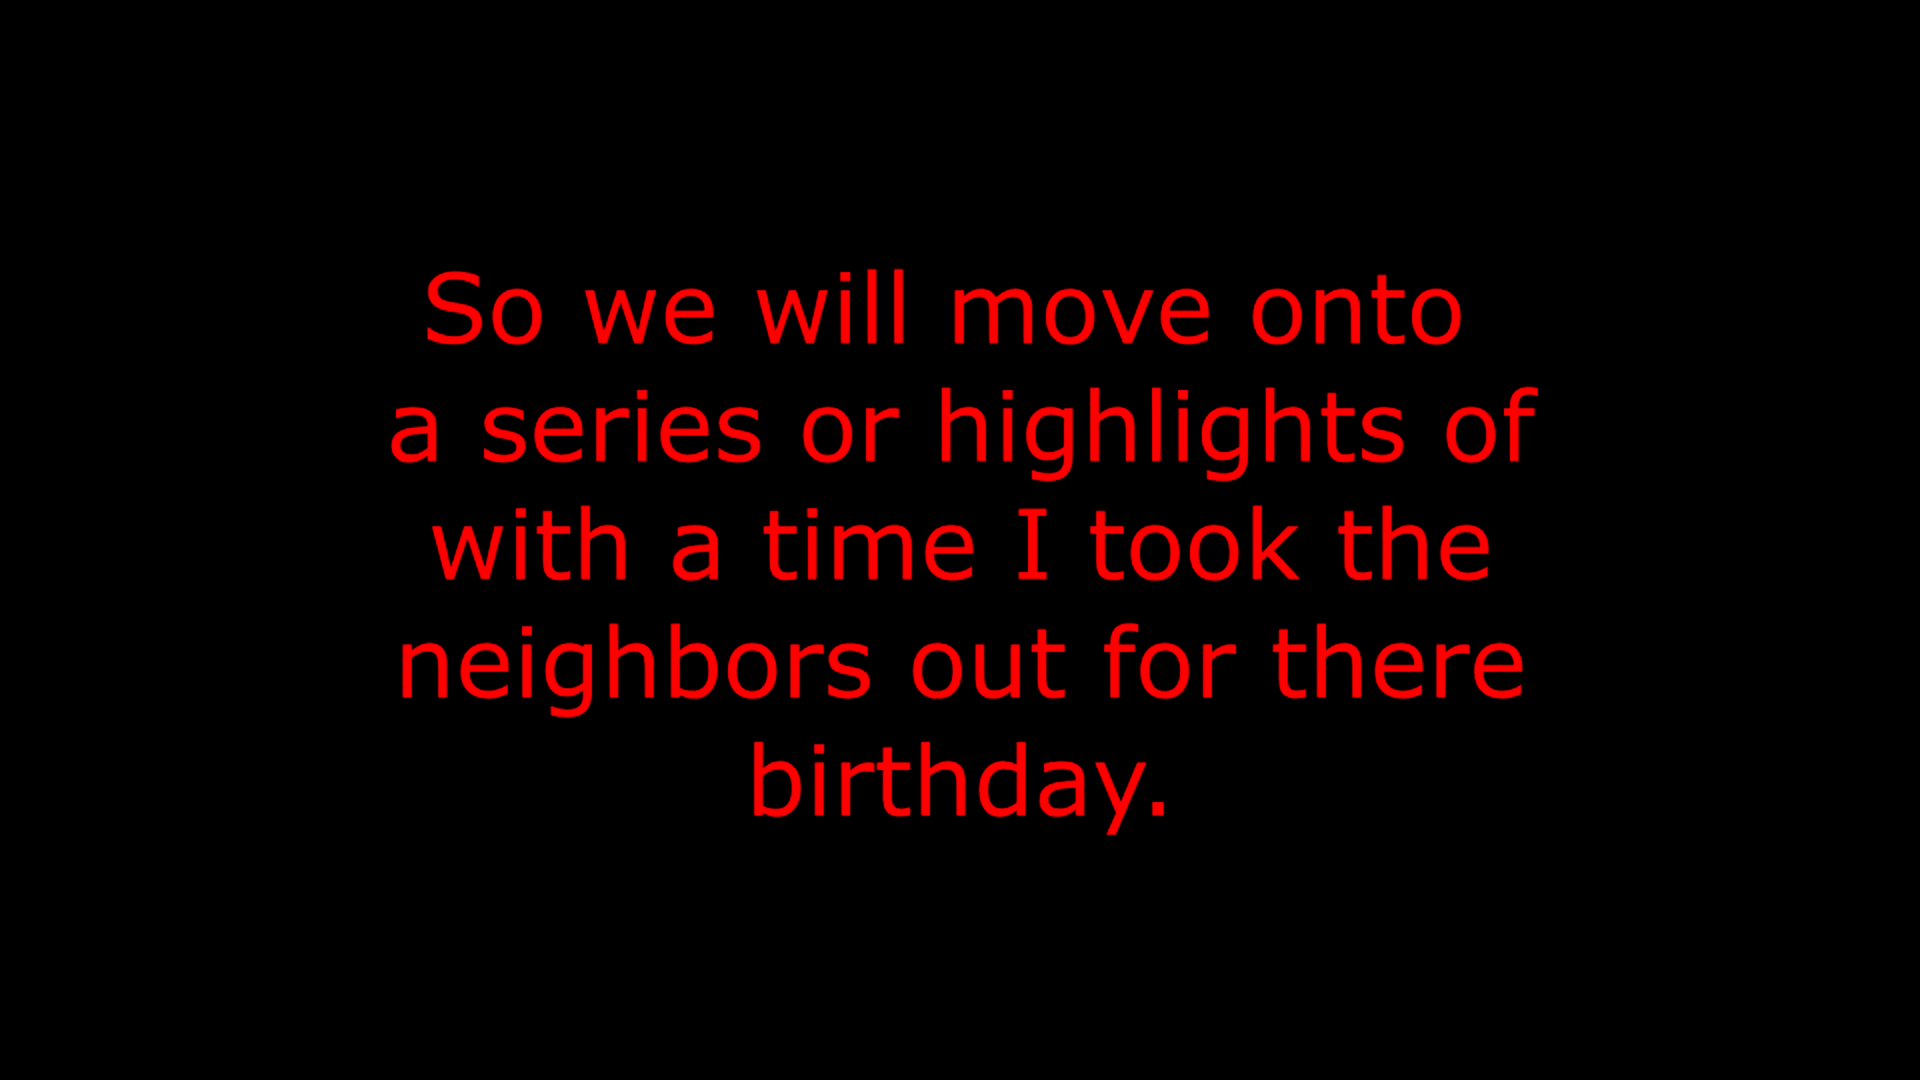 So we will move onto
a series or highlights of
with a time I took the
neighbors out for there
birthday.